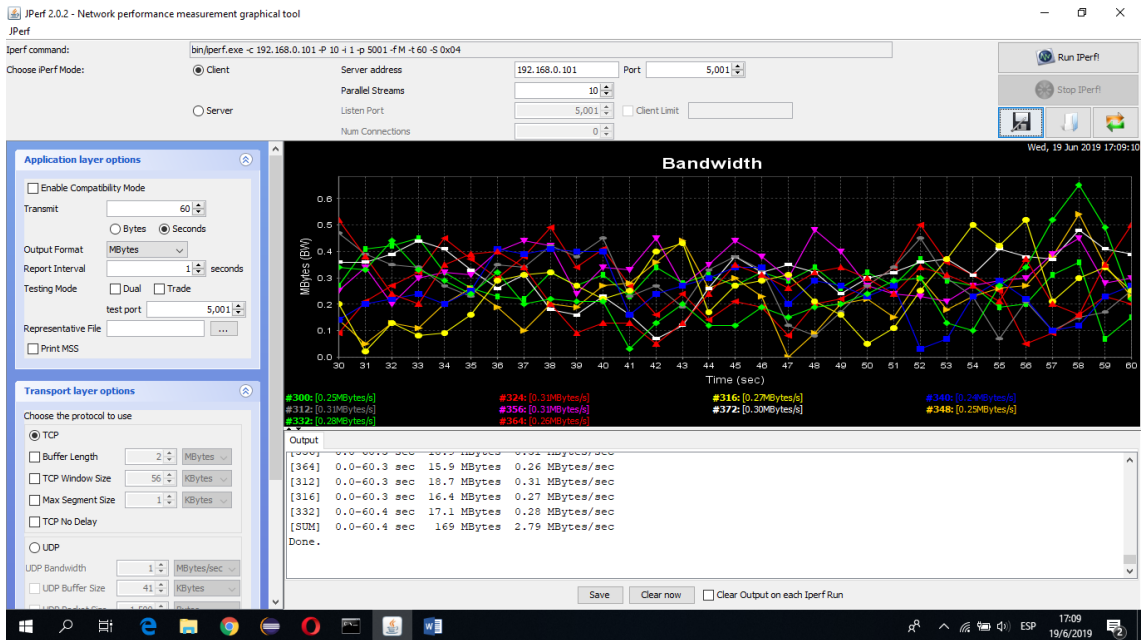 JPerf 2.0.2 - Network performance measurement graphical tool
JPerf
Iperf command: bin/iperf.exe -c 192.168.0.101 -P 10 -i 1 -p 5001 -f M -t 60 -S 0x04
Run IPerf!
Choose iPerf Mode: Client Server address 192.168.0.101 Port 5,001
Parallel Streams 10
Stop IPerf!
Server Listen Port 5,001 Client Limit
Num Connections 0
Application layer options
Enable Compatibility Mode
Transmit 60
Bytes Seconds
Output Format MBytes
Report Interval 1 seconds
Testing Mode Dual Trade
test port 5,001
Representative File ...
Print MSS
Transport layer options
Choose the protocol to use
TCP
Buffer Length 2 MBytes
TCP Window Size 56 KBytes
Max Segment Size 1 KBytes
TCP No Delay
UDP
UDP Bandwidth 1 MBytes/sec
UDP Buffer Size 41 KBytes
UDP Packet Size 1,500 Bytes
Wed, 19 Jun 2019 17:09:10
Bandwidth
MBytes (BW)
0.6
0.5
0.4
0.3
0.2
0.1
0.0
30 31 32 33 34 35 36 37 38 39 40 41 42 43 44 45 46 47 48 49 50 51 52 53 54 55 56 57 58 59 60
Time (sec)
#300: [0.25MBytes/s] #324: [0.31MBytes/s] #316: [0.27MBytes/s] #340: [0.24MBytes/s]
#312: [0.31MBytes/s] #356: [0.31MBytes/s] #372: [0.30MBytes/s] #348: [0.25MBytes/s]
#332: [0.28MBytes/s] #364: [0.26MBytes/s]
Output
[364] 0.0-60.3 sec 15.9 MBytes 0.26 MBytes/sec
[312] 0.0-60.3 sec 18.7 MBytes 0.31 MBytes/sec
[316] 0.0-60.3 sec 16.4 MBytes 0.27 MBytes/sec
[332] 0.0-60.4 sec 17.1 MBytes 0.28 MBytes/sec
[SUM] 0.0-60.4 sec 169 MBytes 2.79 MBytes/sec
Done.
Save Clear now Clear Output on each Iperf Run
ESP
17:09
19/6/2019
2